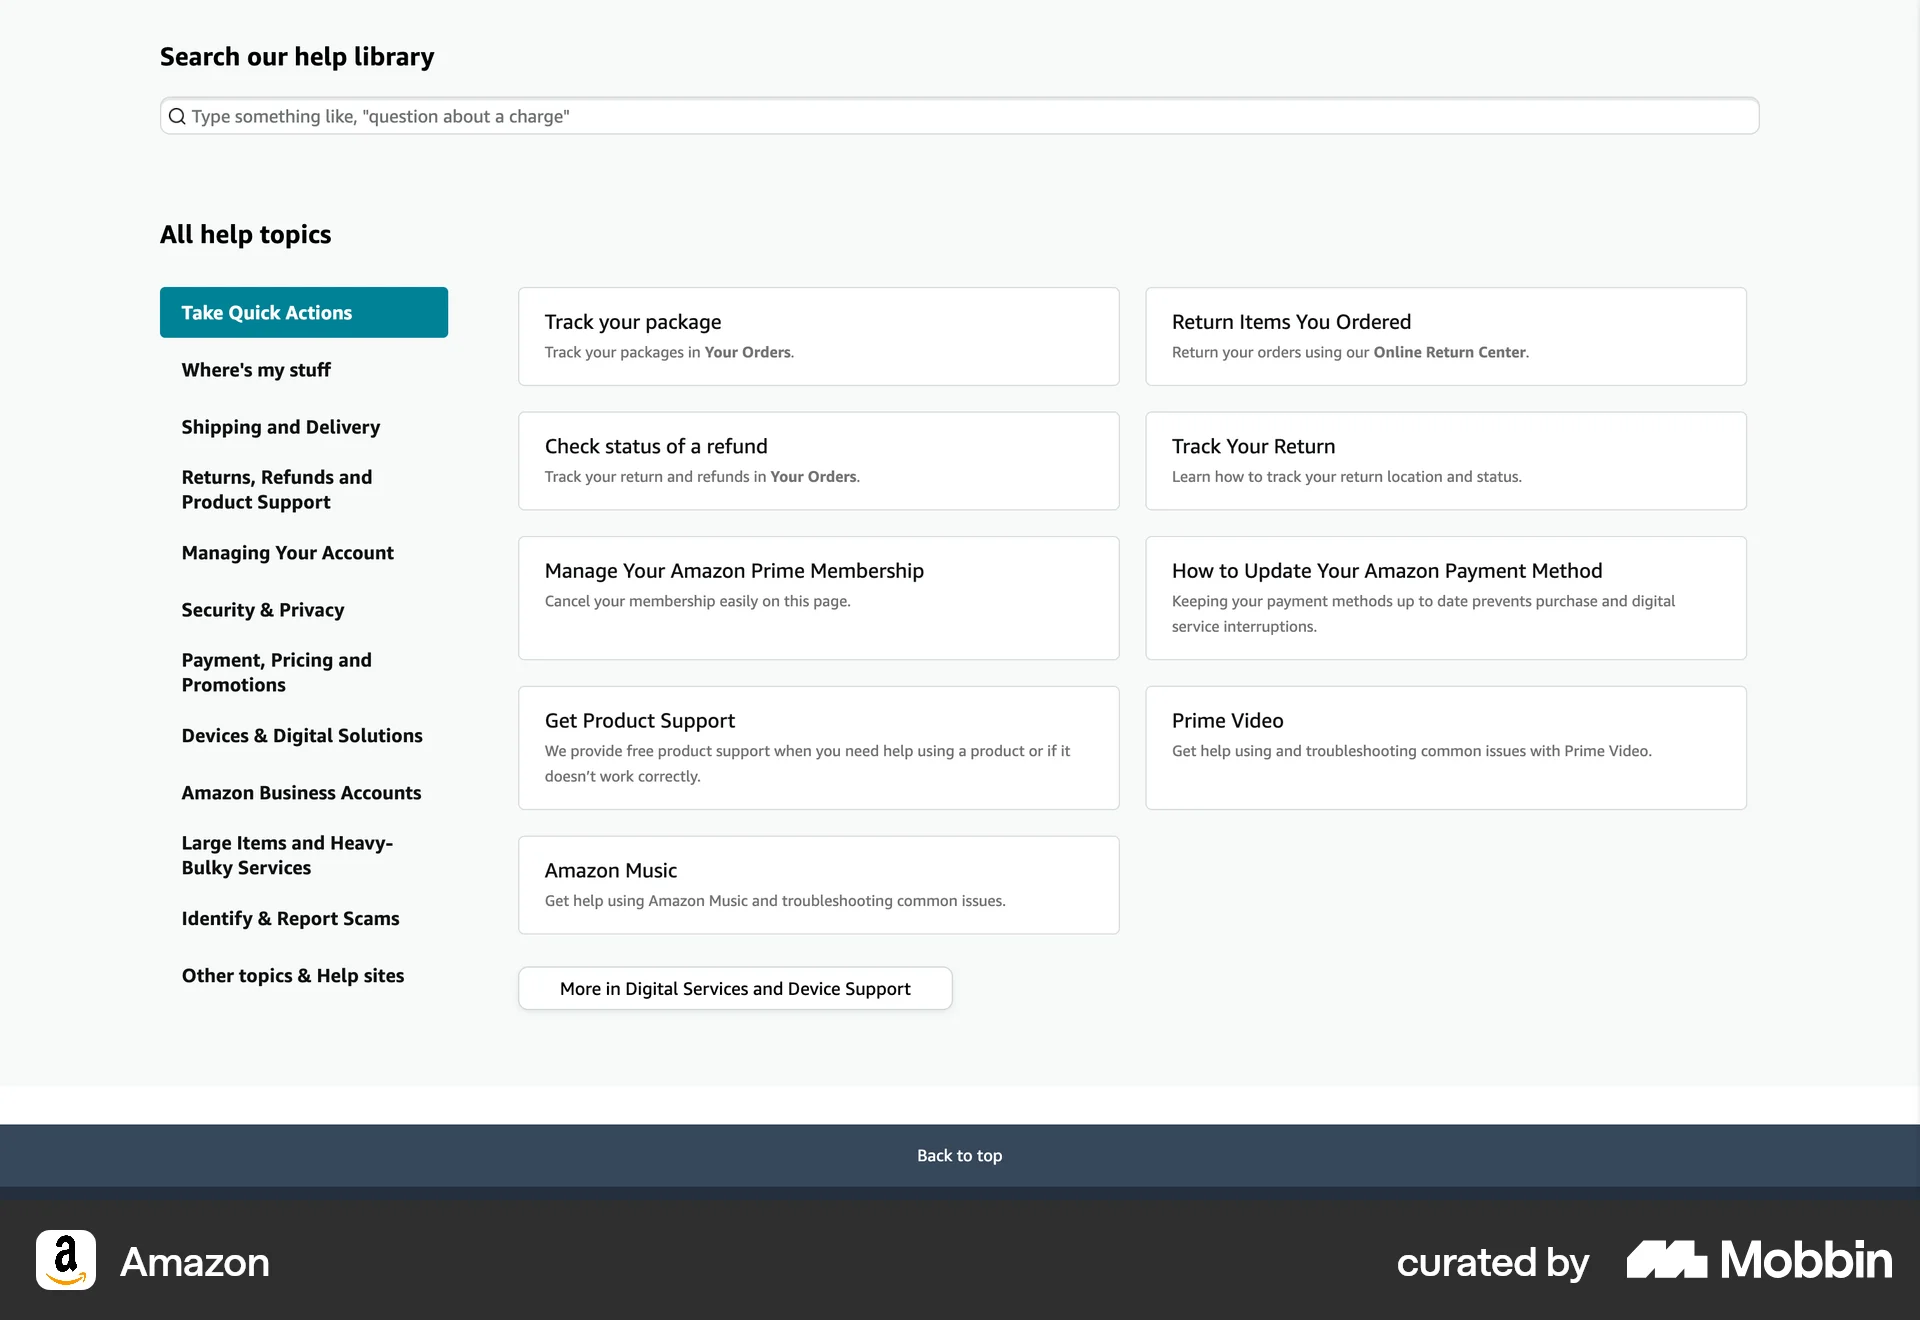 Search our help library
Type something like, "question about a charge"
All help topics
Take Quick Actions
Where's my stuff
Shipping and Delivery
Returns, Refunds and
Product Support
Managing Your Account
Security & Privacy
Payment, Pricing and
Promotions
Devices & Digital Solutions
Amazon Business Accounts
Large Items and Heavy-
Bulky Services
Identify & Report Scams
Other topics & Help sites
Track your package
Track your packages in Your Orders.
Return Items You Ordered
Return your orders using our Online Return Center.
Check status of a refund
Track your return and refunds in Your Orders.
Track Your Return
Learn how to track your return location and status.
Manage Your Amazon Prime Membership
Cancel your membership easily on this page.
How to Update Your Amazon Payment Method
Keeping your payment methods up to date prevents purchase and digital
service interruptions.
Get Product Support
We provide free product support when you need help using a product or if it
doesn’t work correctly.
Prime Video
Get help using and troubleshooting common issues with Prime Video.
Amazon Music
Get help using Amazon Music and troubleshooting common issues.
More in Digital Services and Device Support
Back to top
a
Amazon
curated by
Mobbin